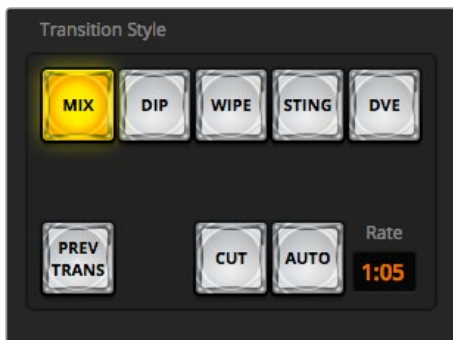 Transition Style
MIX DIP WIPE STING DVE
PREV
TRANS
CUT AUTO
Rate
1:05